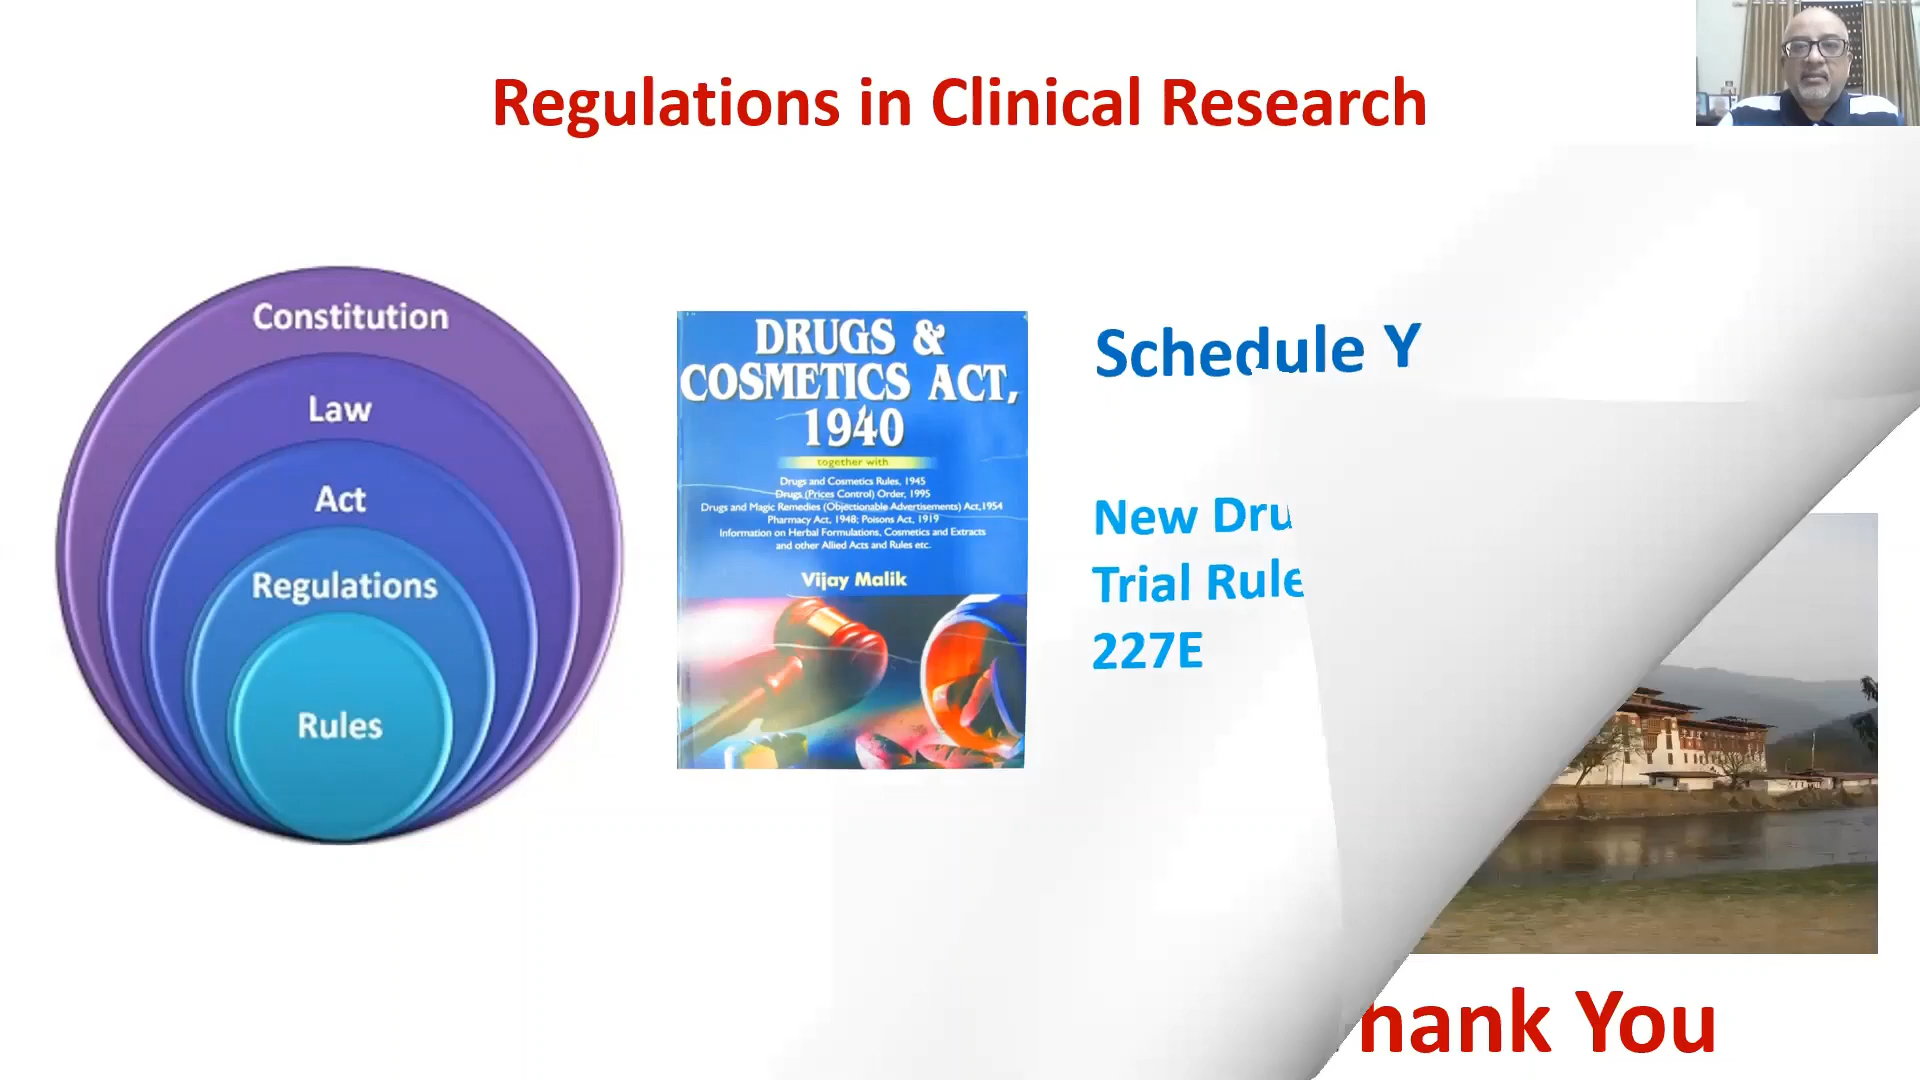 Regulations in Clinical Research
Constitution
Law
Act
Regulations
Rules
DRUGS &
COSMETICS ACT,
1940
together with
Drugs and Cosmetics Rules, 1945
Drugs (Prices Control) Order, 1995
Drugs and Magic Remedies (Objectionable Advertisements) Act,1954
Pharmacy Act, 1948; Poisons Act, 1919
Information on Herbal Formulations, Cosmetics and Extracts
and other Allied Acts and Rules etc.
Vijay Malik
Schedule Y
New Dru
Trial Rule
227E
hank You